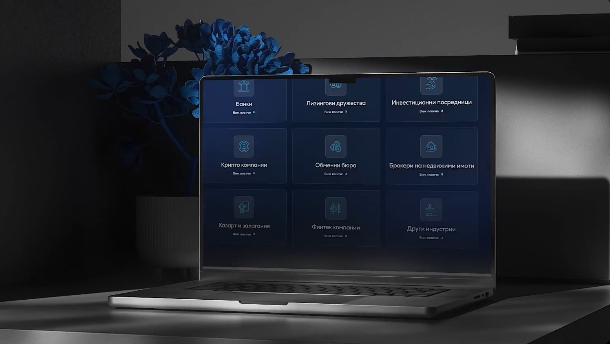 Банки
Виж повече
Лизингови дружества
Виж повече
Инвестиционни посредници
Виж повече
Крипто компании
Виж повече
Обменни бюра
Виж повече
Брокери на недвижими имоти
Виж повече
Хазарт и залагания
Виж повече
Финтех компании
Виж повече
Други индустрии
Виж повече